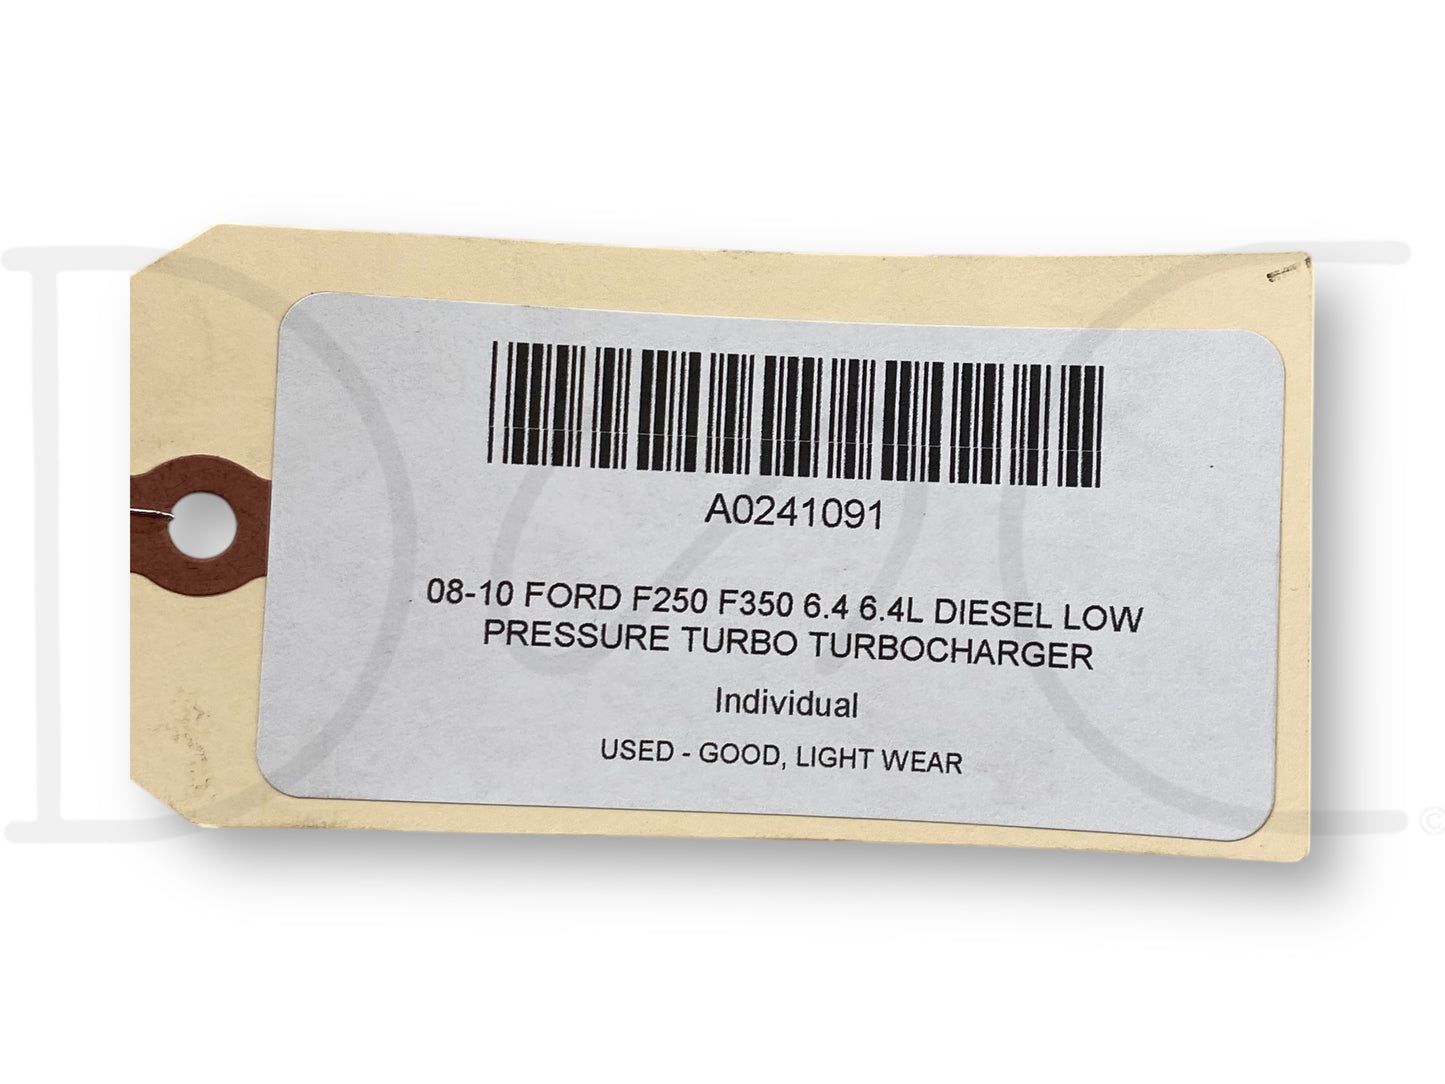 A0241091
08-10 FORD F250 F350 6.4 6.4L DIESEL LOW
PRESSURE TURBO TURBOCHARGER
Individual
USED - GOOD, LIGHT WEAR